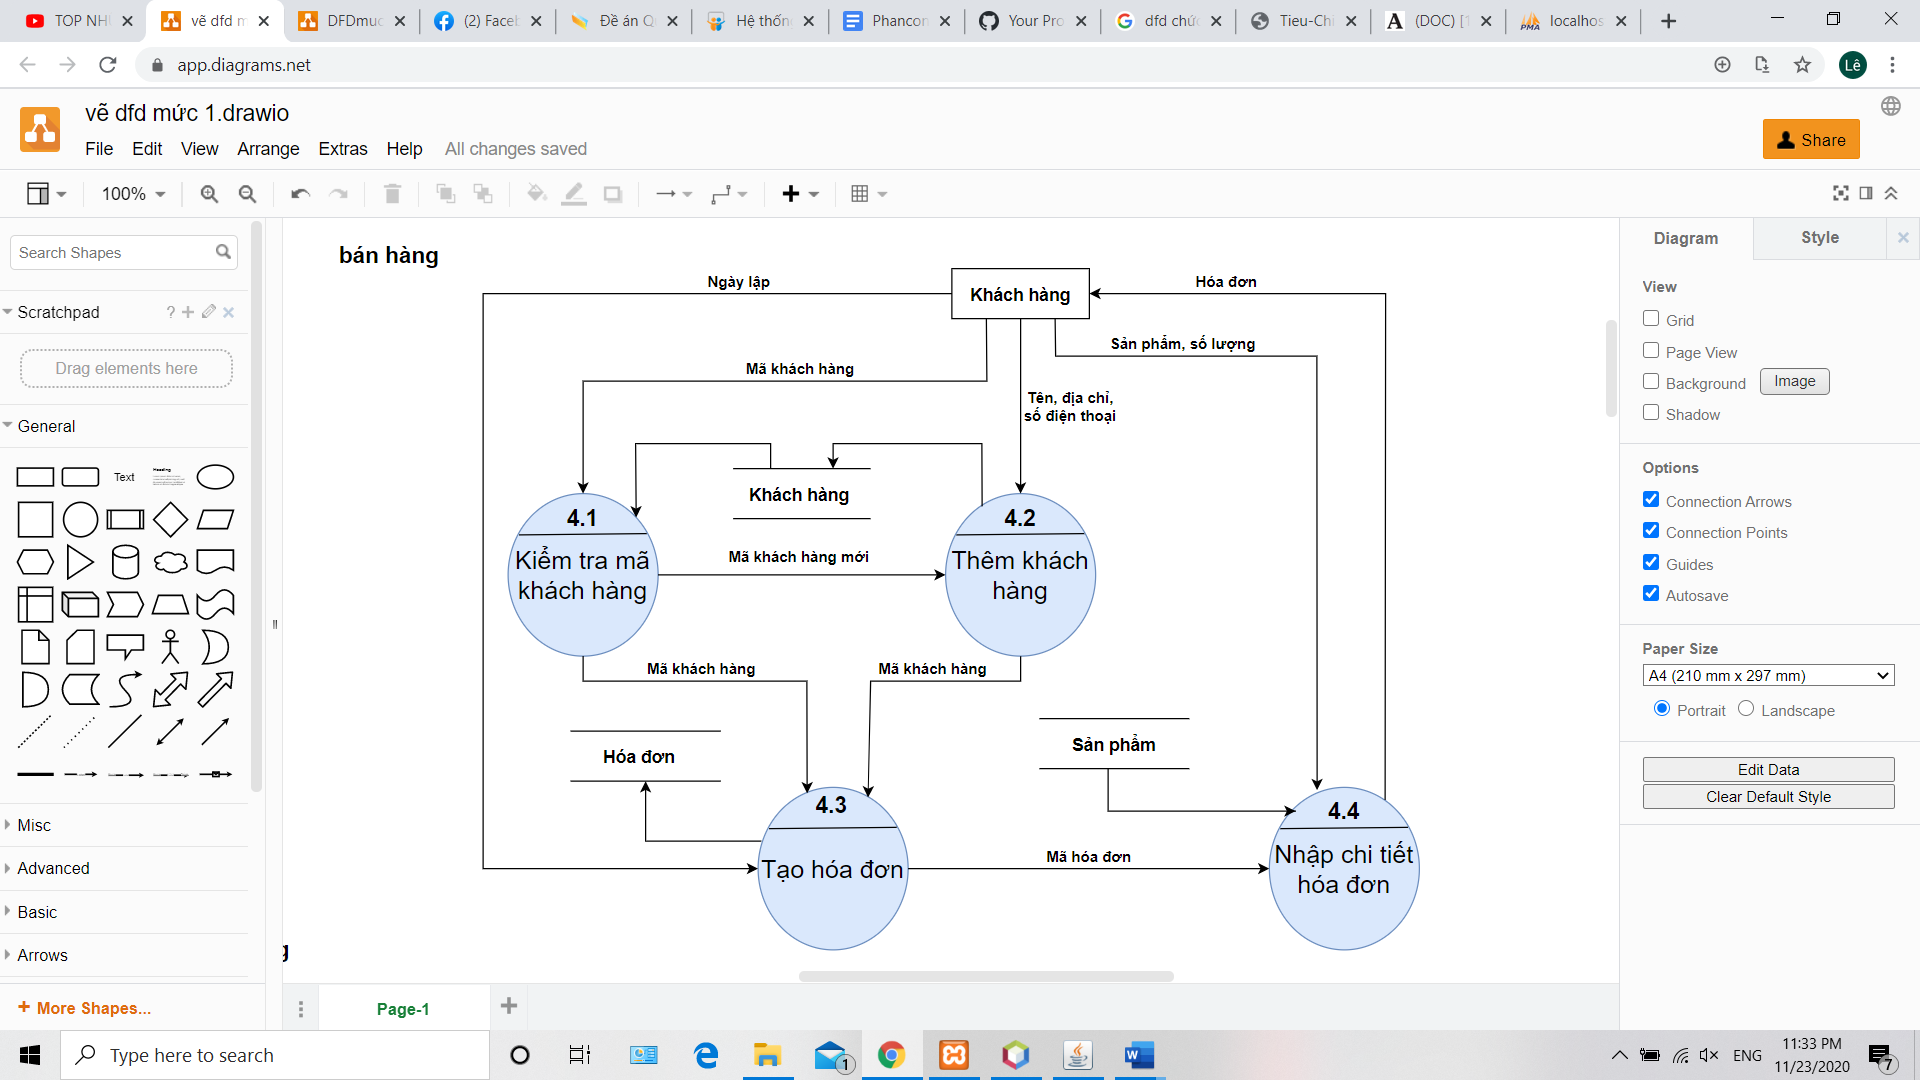 TOP NH
vẽ dfd m
DFDmuc
(2) Facel
Đề án Q
Hệ thốn
Phancon
Your Pro
dfd chức
Tieu-Chi
(DOC) [
localhos
app.diagrams.net
Lê
vẽ dfd mức 1.drawio
File Edit View Arrange Extras Help All changes saved
Share
100%
Search Shapes
Scratchpad
?
Drag elements here
General
Text
Heading
Misc
Advanced
Basic
Arrows
+ More Shapes...
bán hàng
Ngày lập
Khách hàng
Hóa đơn
Sản phẩm, số lượng
Mã khách hàng
Tên, địa chỉ,
số điện thoại
Khách hàng
4.1
Kiểm tra mã
khách hàng
Mã khách hàng mới
4.2
Thêm khách
hàng
Mã khách hàng
Mã khách hàng
Hóa đơn
Sản phẩm
4.3
Tạo hóa đơn
Mã hóa đơn
4.4
Nhập chi tiết
hóa đơn
g
Page-1
Diagram
Style
View
Grid
Page View
Background
Image
Shadow
Options
Connection Arrows
Connection Points
Guides
Autosave
Paper Size
A4 (210 mm x 297 mm)
Portrait
Landscape
Edit Data
Clear Default Style
Type here to search
1
ENG
11:33 PM
11/23/2020
7